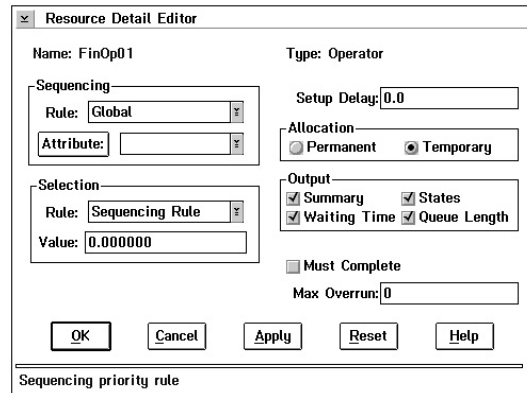 Resource Detail Editor
Name: FinOp01
Type: Operator
Sequencing
Rule: Global
Attribute:
Setup Delay: 0.0
Allocation
Permanent Temporary
Selection
Rule: Sequencing Rule
Value: 0.000000
Output
Summary States
Waiting Time Queue Length
Must Complete
Max Overrun: 0
OK Cancel Apply Reset Help
Sequencing priority rule